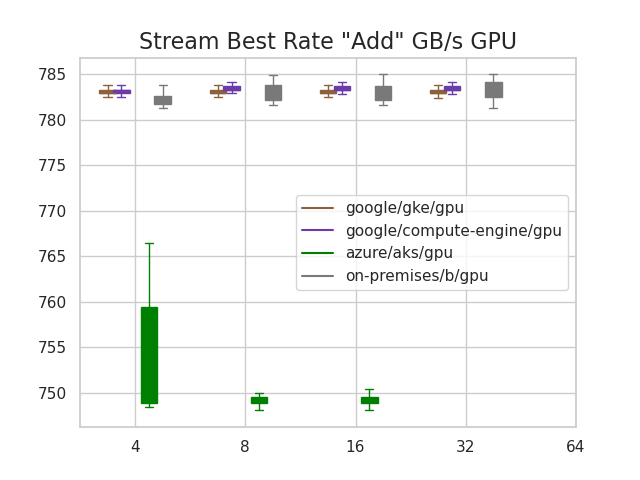 Stream Best Rate "Add" GB/s GPU
785
780
775
770
765
760
755
750
google/gke/gpu
google/compute-engine/gpu
azure/aks/gpu
on-premises/b/gpu
4 8 16 32 64